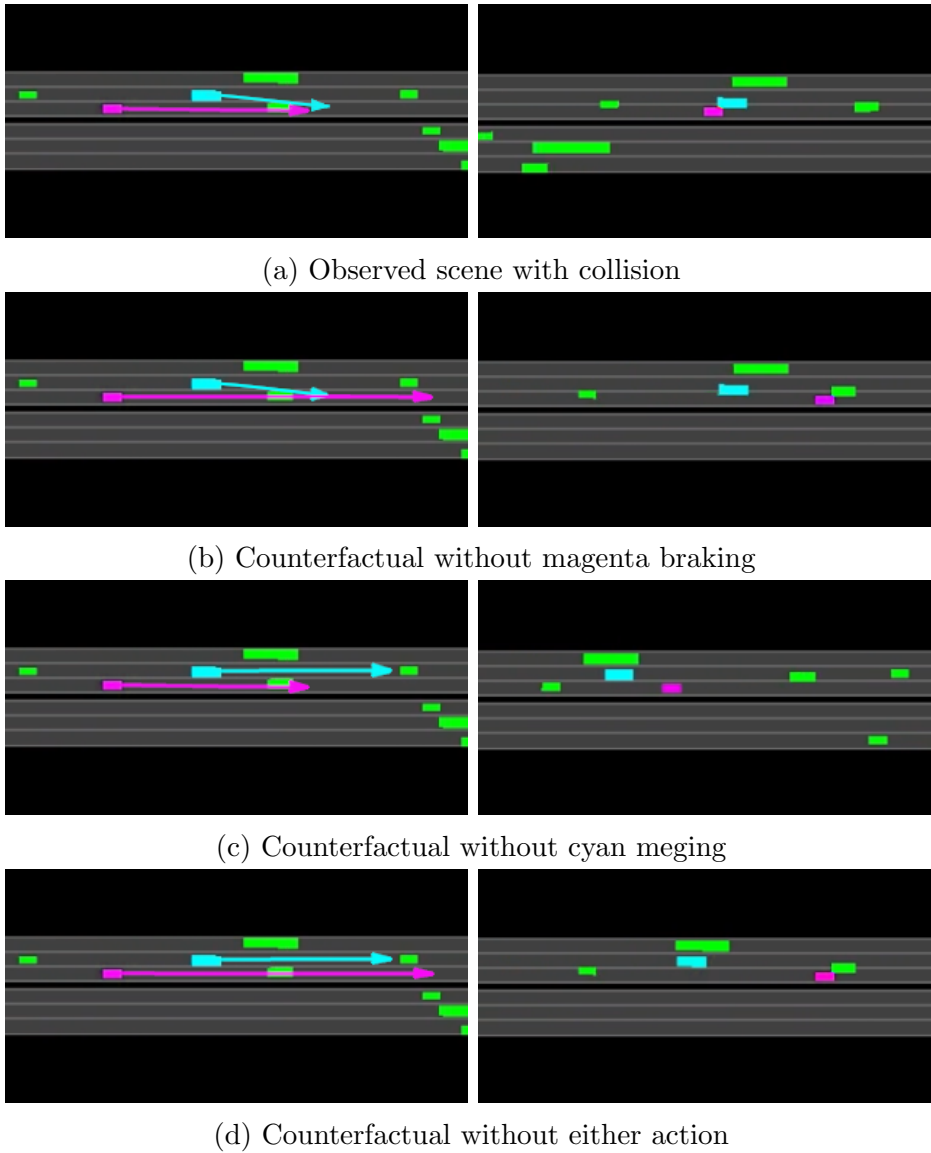 (a) Observed scene with collision
(b) Counterfactual without magenta braking
(c) Counterfactual without cyan meging
(d) Counterfactual without either action